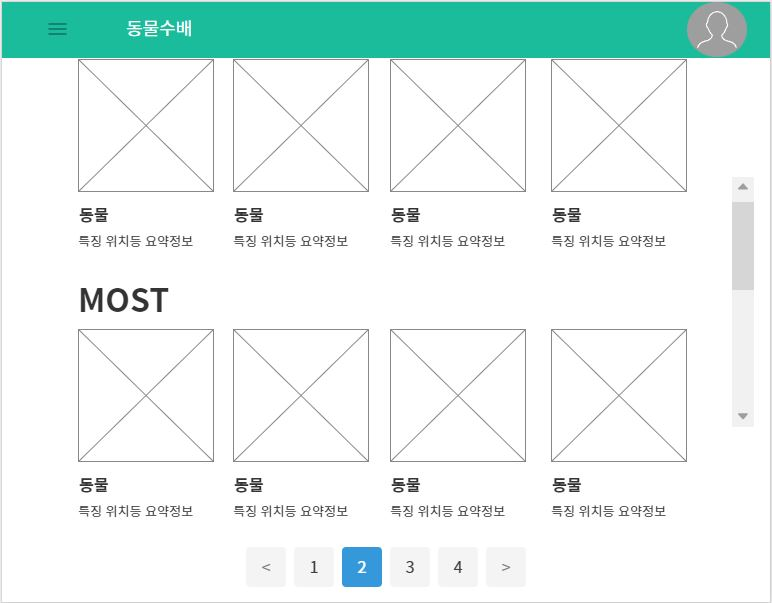 동물수배
동물 동물 동물 동물
특징 위치등 요약정보 특징 위치등 요약정보 특징 위치등 요약정보 특징 위치등 요약정보
MOST
동물 동물 동물 동물
특징 위치등 요약정보 특징 위치등 요약정보 특징 위치등 요약정보 특징 위치등 요약정보
< 1 2 3 4 >